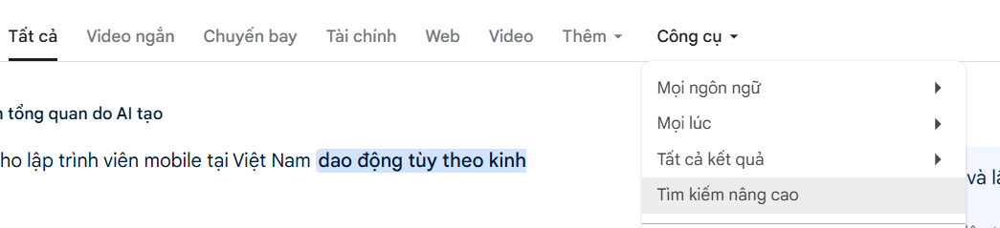 Tất cả Video ngắn Chuyến bay Tài chính Web Video Thêm Công cụ
Mọi ngôn ngữ
Mọi lúc
Tất cả kết quả
Tìm kiếm nâng cao
tổng quan do AI tạo
ho lập trình viên mobile tại Việt Nam dao động tùy theo kinh
và